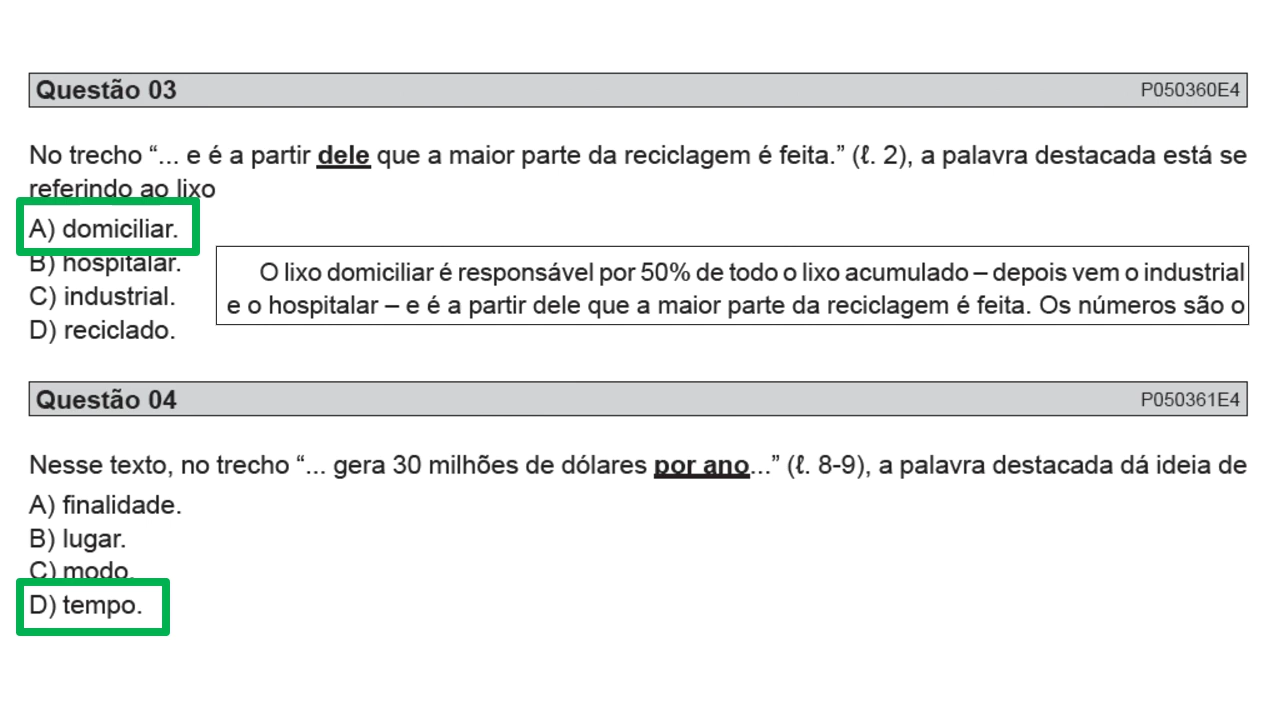 Questão 03 P050360E4
No trecho “... e é a partir dele que a maior parte da reciclagem é feita.” (ℓ. 2), a palavra destacada está se
referindo ao lixo
A) domiciliar.
B) hospitalar.
C) industrial.
D) reciclado.
O lixo domiciliar é responsável por 50% de todo o lixo acumulado – depois vem o industrial
e o hospitalar – e é a partir dele que a maior parte da reciclagem é feita. Os números são o
Questão 04 P050361E4
Nesse texto, no trecho “... gera 30 milhões de dólares por ano...” (ℓ. 8-9), a palavra destacada dá ideia de
A) finalidade.
B) lugar.
C) modo.
D) tempo.